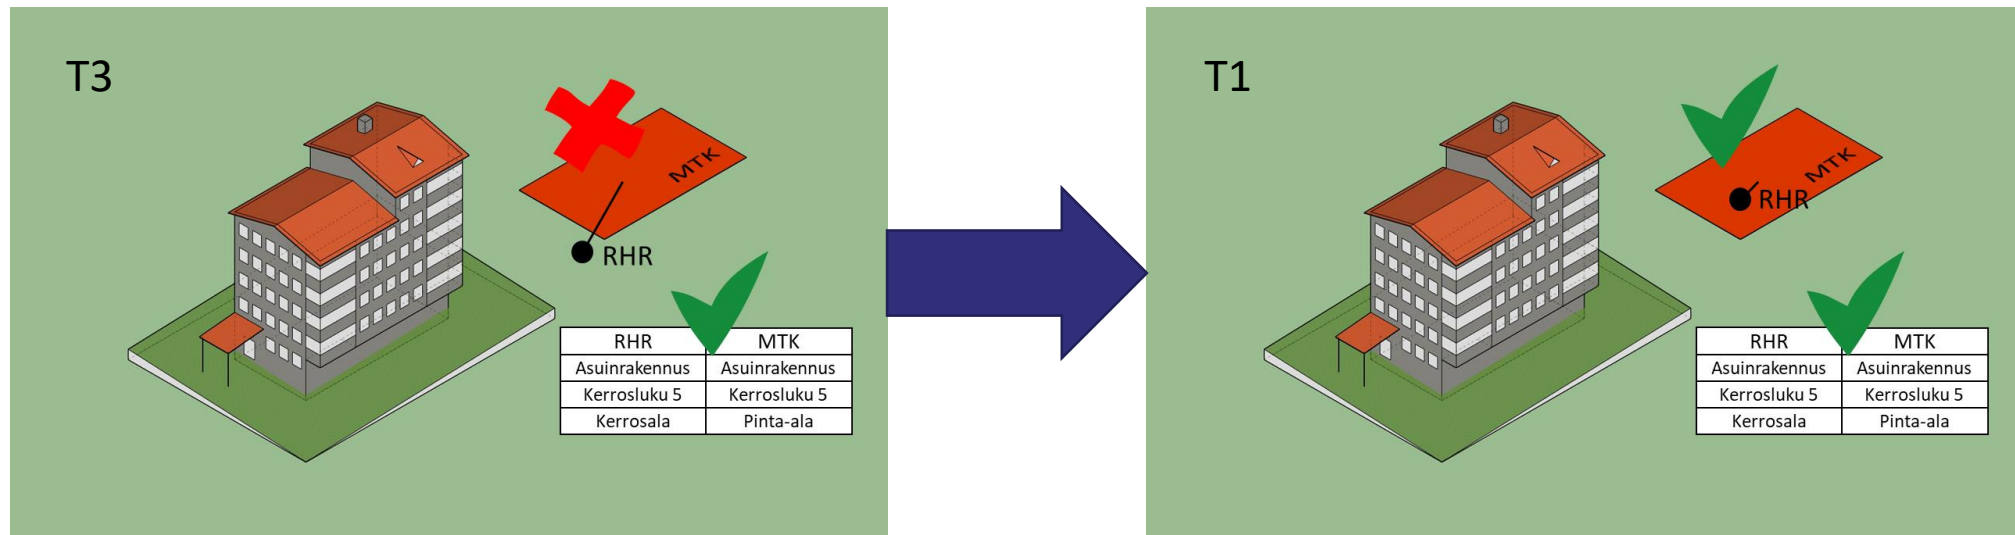 T3
MTK
RHR
RHR MTK
Asuinrakennus Asuinrakennus
Kerrosluku 5 Kerrosluku 5
Kerrosala Pinta-ala
T1
MTK
RHR
RHR MTK
Asuinrakennus Asuinrakennus
Kerrosluku 5 Kerrosluku 5
Kerrosala Pinta-ala